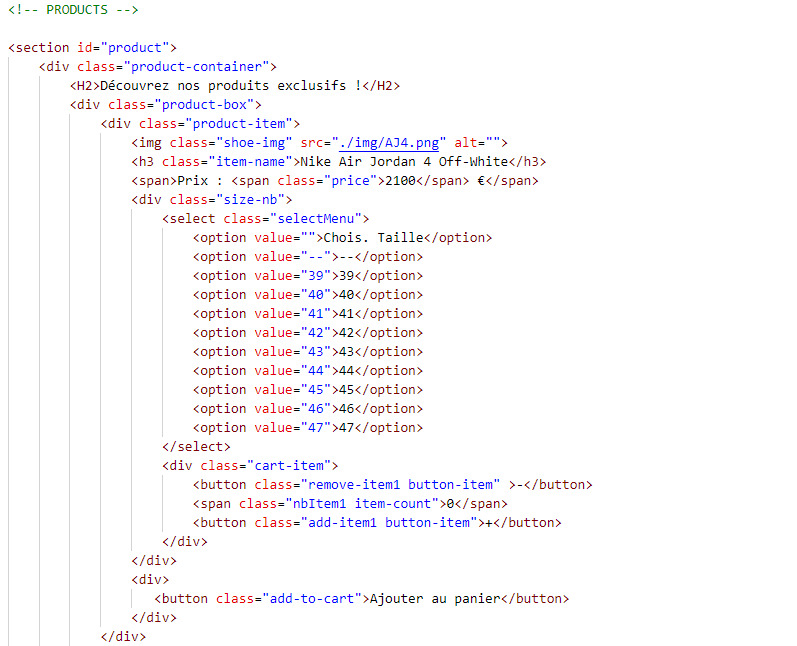 <!-- PRODUCTS -->
<section id="product">
<div class="product-container">
<H2>Découvrez nos produits exclusifs !</H2>
<div class="product-box">
<div class="product-item">
<img class="shoe-img" src="./img/AJ4.png" alt="">
<h3 class="item-name">Nike Air Jordan 4 Off-White</h3>
<span>Prix : <span class="price">2100</span> €</span>
<div class="size-nb">
<select class="selectMenu">
<option value="">Chois. Taille</option>
<option value="--">--</option>
<option value="39">39</option>
<option value="40">40</option>
<option value="41">41</option>
<option value="42">42</option>
<option value="43">43</option>
<option value="44">44</option>
<option value="45">45</option>
<option value="46">46</option>
<option value="47">47</option>
</select>
<div class="cart-item">
<button class="remove-item1 button-item" >-</button>
<span class="nbItem1 item-count">0</span>
<button class="add-item1 button-item">+</button>
</div>
</div>
<div>
<button class="add-to-cart">Ajouter au panier</button>
</div>
</div>